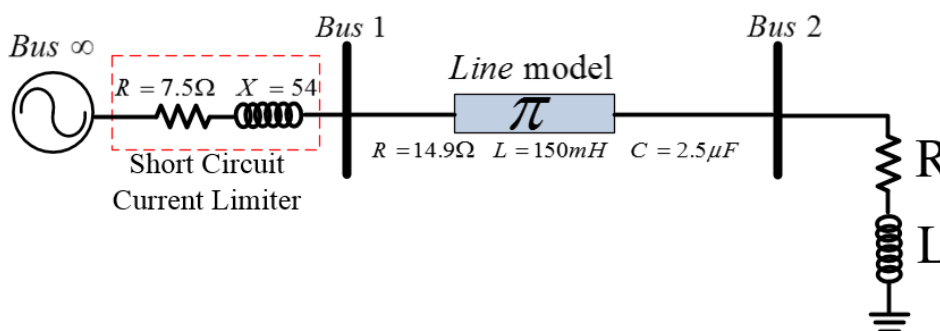 Bus ∞
R = 7.5Ω X = 54
Short Circuit
Current Limiter
Bus 1
Line model
π
R = 14.9Ω L = 150mH C = 2.5μF
Bus 2
R
L